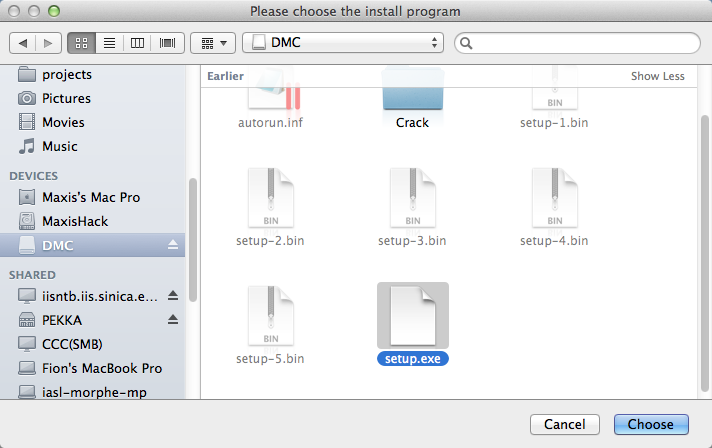 Please choose the install program
DMC
projects
Pictures
Movies
Music
DEVICES
Maxis's Mac Pro
MaxisHack
DMC
SHARED
iisntb.iis.sinica.e...
PEKKA
CCC(SMB)
Fion's MacBook Pro
iasl-morphe-mp
Earlier
Show Less
autorun.inf
Crack
BIN
setup-1.bin
BIN
setup-2.bin
BIN
setup-3.bin
BIN
setup-4.bin
BIN
setup-5.bin
setup.exe
Cancel
Choose